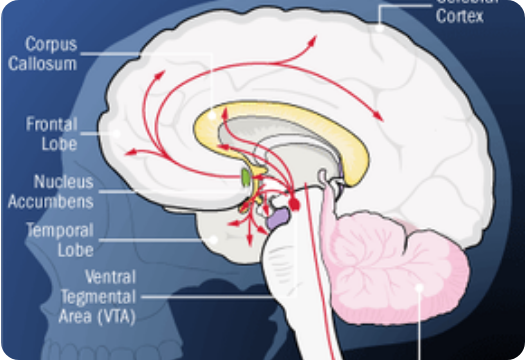 Cerebral
Cortex
Corpus
Callosum
Frontal
Lobe
Nucleus
Accumbens
Temporal
Lobe
Ventral
Tegmental
Area (VTA)